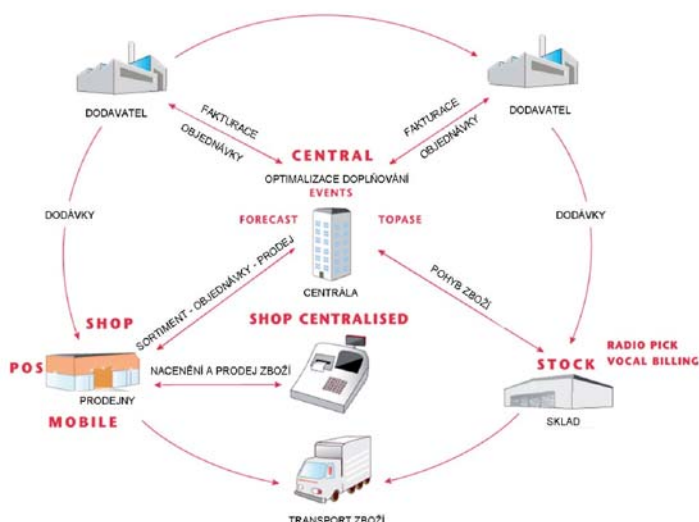 DODAVATEL
DODAVATEL
FAKTURACE
OBJEDNÁVKY
FAKTURACE
OBJEDNÁVKY
CENTRAL
OPTIMALIZACE DOPLŇOVÁNÍ
EVENTS
FORECAST
TOPASE
DODÁVKY
DODÁVKY
SORTIMENT - OBJEDNÁVKY - PRODEJ
POHYB ZBOŽÍ
CENTRÁLA
SHOP
SHOP CENTRALISED
POS
NACENĚNÍ A PRODEJ ZBOŽÍ
STOCK
RADIO PICK
VOCAL BILLING
PRODEJNY
MOBILE
SKLAD
TRANSPORT ZBOŽÍ